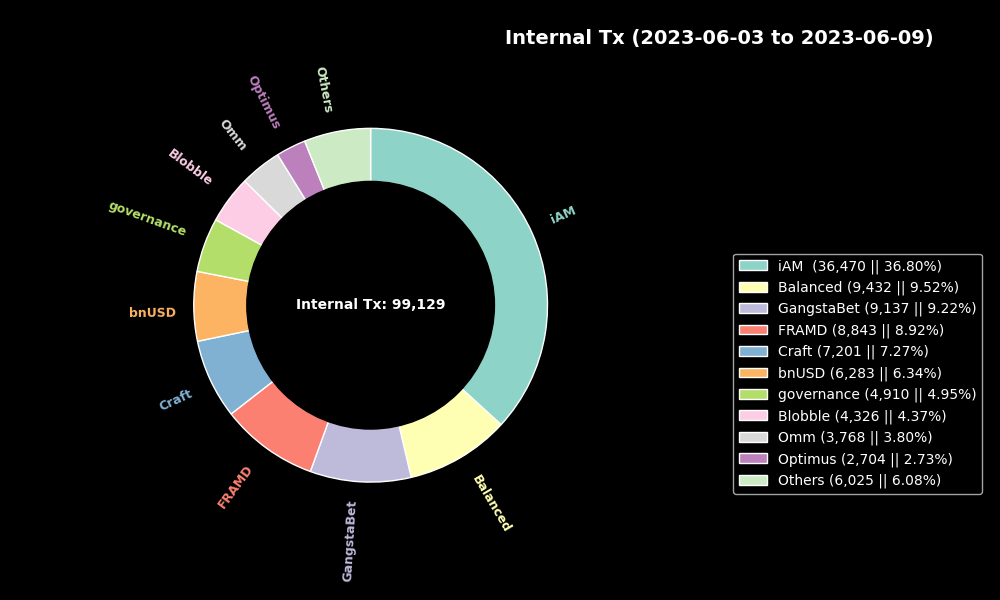 Internal Tx (2023-06-03 to 2023-06-09)
Others
Optimus
Omm
Blobble
governance
bnUSD
Craft
FRAMD
GangstaBet
Balanced
iAM
Internal Tx: 99,129
iAM  (36,470 || 36.80%)
Balanced (9,432 || 9.52%)
GangstaBet (9,137 || 9.22%)
FRAMD (8,843 || 8.92%)
Craft (7,201 || 7.27%)
bnUSD (6,283 || 6.34%)
governance (4,910 || 4.95%)
Blobble (4,326 || 4.37%)
Omm (3,768 || 3.80%)
Optimus (2,704 || 2.73%)
Others (6,025 || 6.08%)